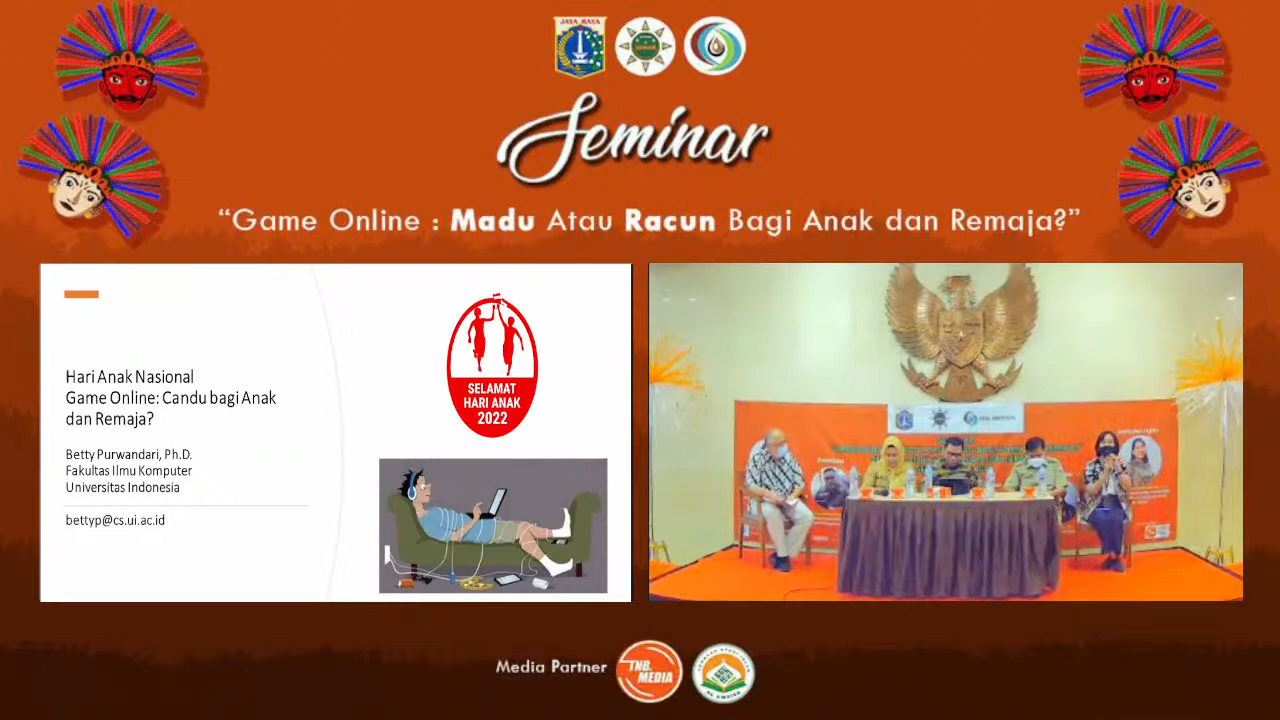 JAYA RAYA
Seminar
“Game Online : Madu Atau Racun Bagi Anak dan Remaja?”
Hari Anak Nasional
Game Online: Candu bagi Anak
dan Remaja?
Betty Purwandari, Ph.D.
Fakultas Ilmu Komputer
Universitas Indonesia
bettyp@cs.ui.ac.id
SELAMAT
HARI ANAK
2022
Media Partner
TNB.
MEDIA